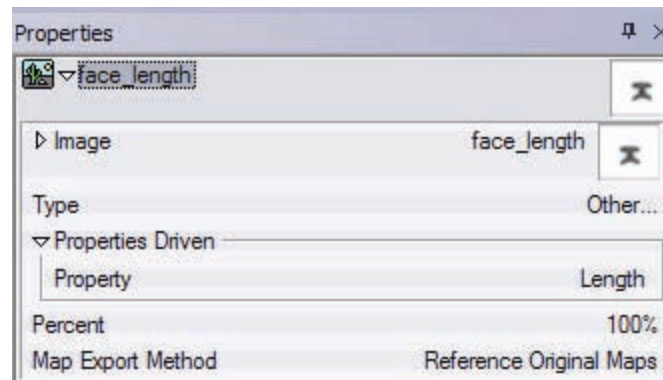 Properties
face_length
Image face_length
Type Other...
Properties Driven
Property Length
Percent 100%
Map Export Method Reference Original Maps